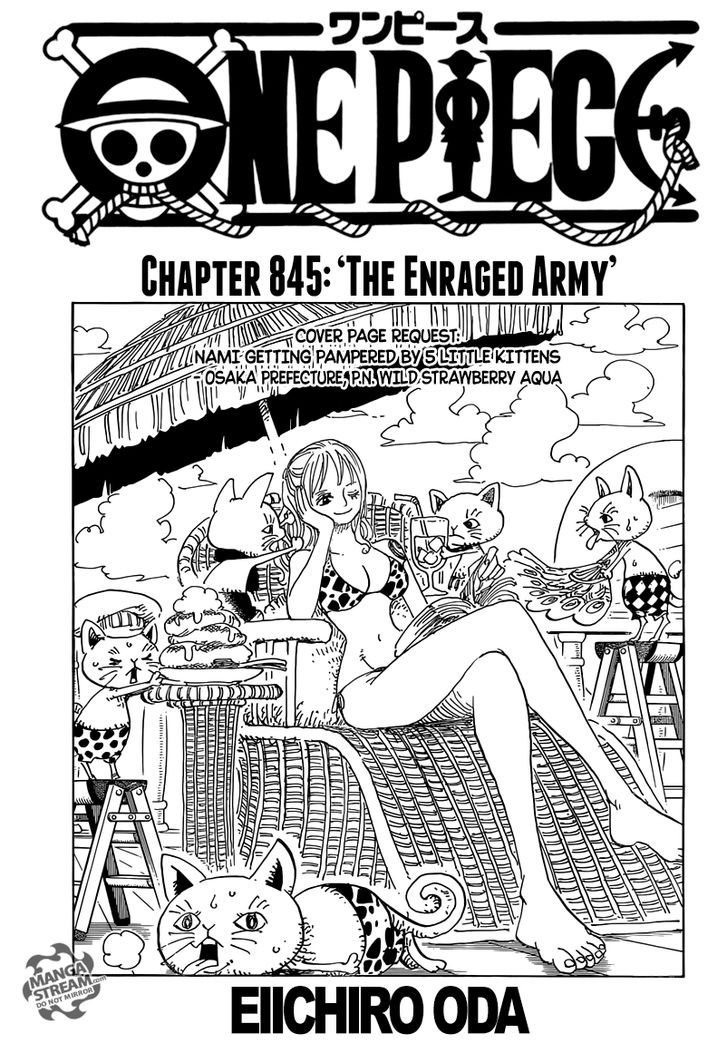 ワンピース
ONE PIECE
CHAPTER 845: ‘THE ENRAGED ARMY’
COVER PAGE REQUEST:
NAMI GETTING PAMPERED BY 5 LITTLE KITTENS
- OSAKA PREFECTURE, P.N. WILD STRAWBERRY AQUA
MANGA
STREAM.com
DO NOT MIRROR
EIICHIRO ODA